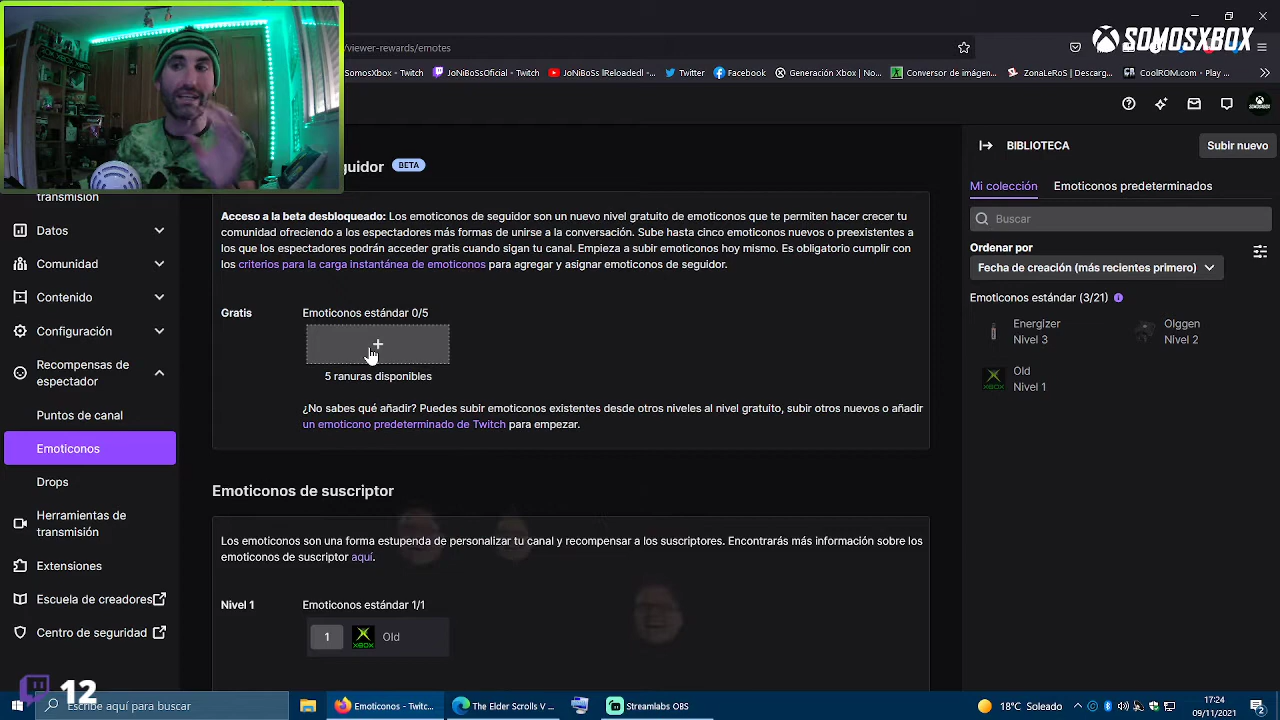 /viewer-rewards/emotes
SOMOSXBOX
SomosXbox - Twitch
JoNiBossOficial - Twitch
JoNiBoss [Rebelled] - ...
Twitter
Facebook
Generación Xbox | No...
Conversor de imágen...
ZonaleROS | Descarg...
CoolROM.com - Play ...
BIBLIOTECA
Subir nuevo
guidor
BETA
transmisión
Datos
Comunidad
Contenido
Configuración
Recompensas de
espectador
Puntos de canal
Emoticonos
Drops
Herramientas de
transmisión
Extensiones
Escuela de creadores
Centro de seguridad
Acceso a la beta desbloqueado: Los emoticonos de seguidor son un nuevo nivel gratuito de emoticonos que te permiten hacer crecer tu
comunidad ofreciendo a los espectadores más formas de unirse a la conversación. Sube hasta cinco emoticonos nuevos o preexistentes a
los que los espectadores podrán acceder gratis cuando sigan tu canal. Empieza a subir emoticonos hoy mismo. Es obligatorio cumplir con
los criterios para la carga instantánea de emoticonos para agregar y asignar emoticonos de seguidor.
Gratis
Emoticonos estándar 0/5
+
5 ranuras disponibles
¿No sabes qué añadir? Puedes subir emoticonos existentes desde otros niveles al nivel gratuito, subir otros nuevos o añadir
un emoticono predeterminado de Twitch para empezar.
Emoticonos de suscriptor
Los emoticonos son una forma estupenda de personalizar tu canal y recompensar a los suscriptores. Encontrarás más información sobre los
emoticonos de suscriptor aquí.
Nivel 1
Emoticonos estándar 1/1
1
Old
Mi colección
Emoticonos predeterminados
Buscar
Ordenar por
Fecha de creación (más recientes primero)
Emoticonos estándar (3/21)
Energizer
Nivel 3
Olggen
Nivel 2
Old
Nivel 1
12
Escribe aquí para buscar
Emoticonos - Twitc...
The Elder Scrolls V ...
Streamlabs OBS
18°C Soleado
17:24
09/11/2021
2